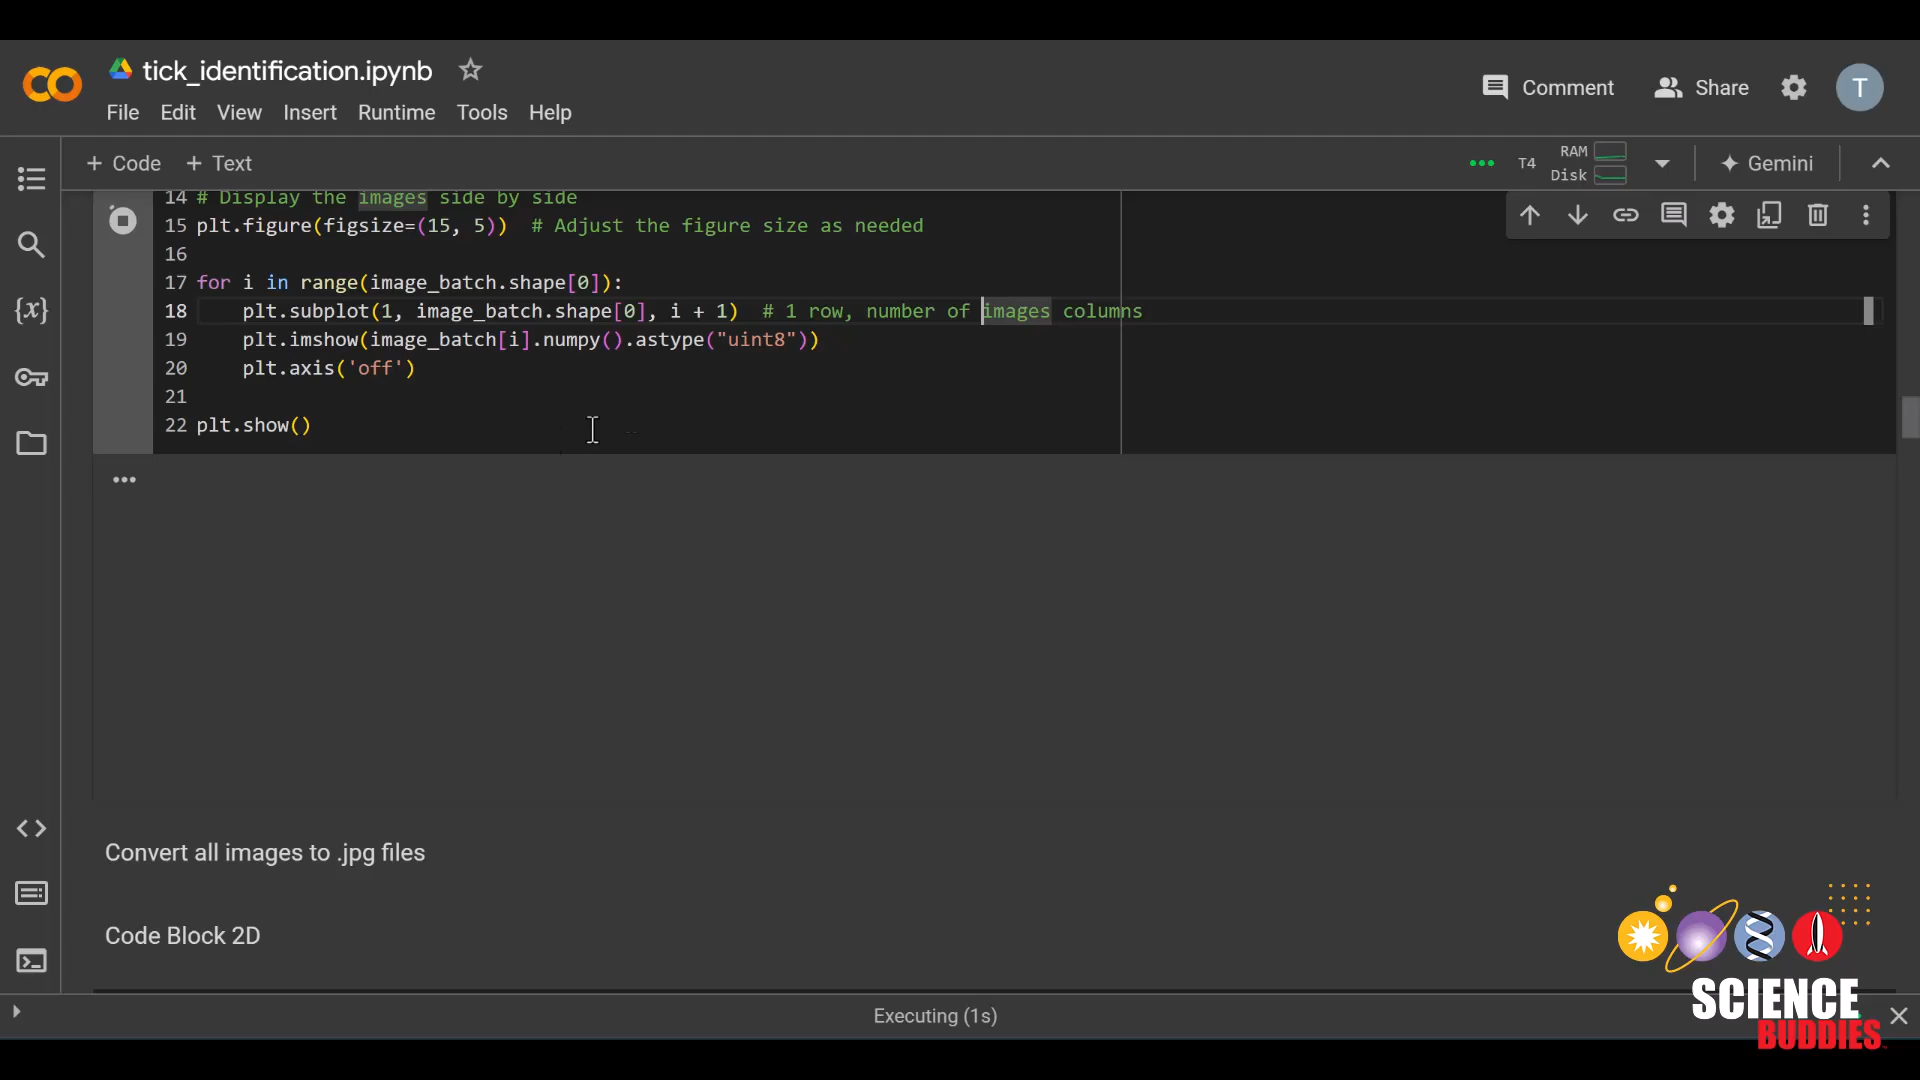 tick_identification.ipynb
Comment
Share
T
File Edit View Insert Runtime Tools Help
+ Code + Text
T4
RAM
Disk
Gemini
14 # Display the images side by side
15 plt.figure(figsize=(15, 5))  # Adjust the figure size as needed
16
17 for i in range(image_batch.shape[0]):
18     plt.subplot(1, image_batch.shape[0], i + 1)  # 1 row, number of images columns
19     plt.imshow(image_batch[i].numpy().astype("uint8"))
20     plt.axis('off')
21
22 plt.show()
{x}
Convert all images to .jpg files
Code Block 2D
Executing (1s)
SCIENCE
BUDDIES